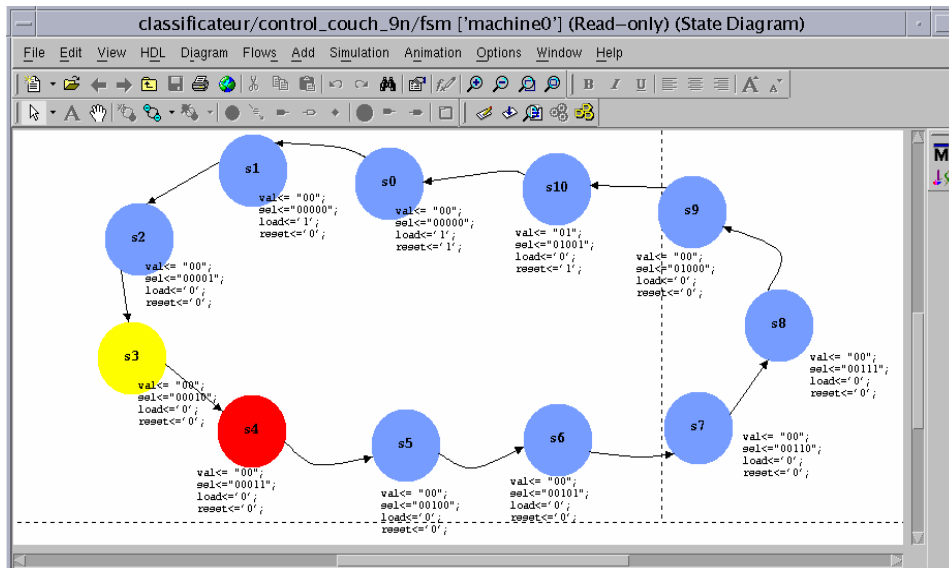 classificateur/control_couch_9n/fsm ['machine0'] (Read-only) (State Diagram)
File Edit View HDL Diagram Flows Add Simulation Animation Options Window Help
B I U A A
A
M
s1
val<= "00";
sel<="00000";
load<='1';
reset<='0';
s0
val<= "00";
sel<="00000";
load<='1';
reset<='1';
s10
val<= "01";
sel<="01001";
load<='0';
reset<='1';
s9
val<= "00";
sel<="01000";
load<='0';
reset<='0';
s2
val<= "00";
sel<="00001";
load<='0';
reset<='0';
s8
val<= "00";
sel<="00111";
load<='0';
reset<='0';
s3
val<= "00";
sel<="00010";
load<='0';
reset<='0';
s4
val<= "00";
sel<="00011";
load<='0';
reset<='0';
s5
val<= "00";
sel<="00100";
load<='0';
reset<='0';
s6
val<= "00";
sel<="00101";
load<='0';
reset<='0';
s7
val<= "00";
sel<="00110";
load<='0';
reset<='0';